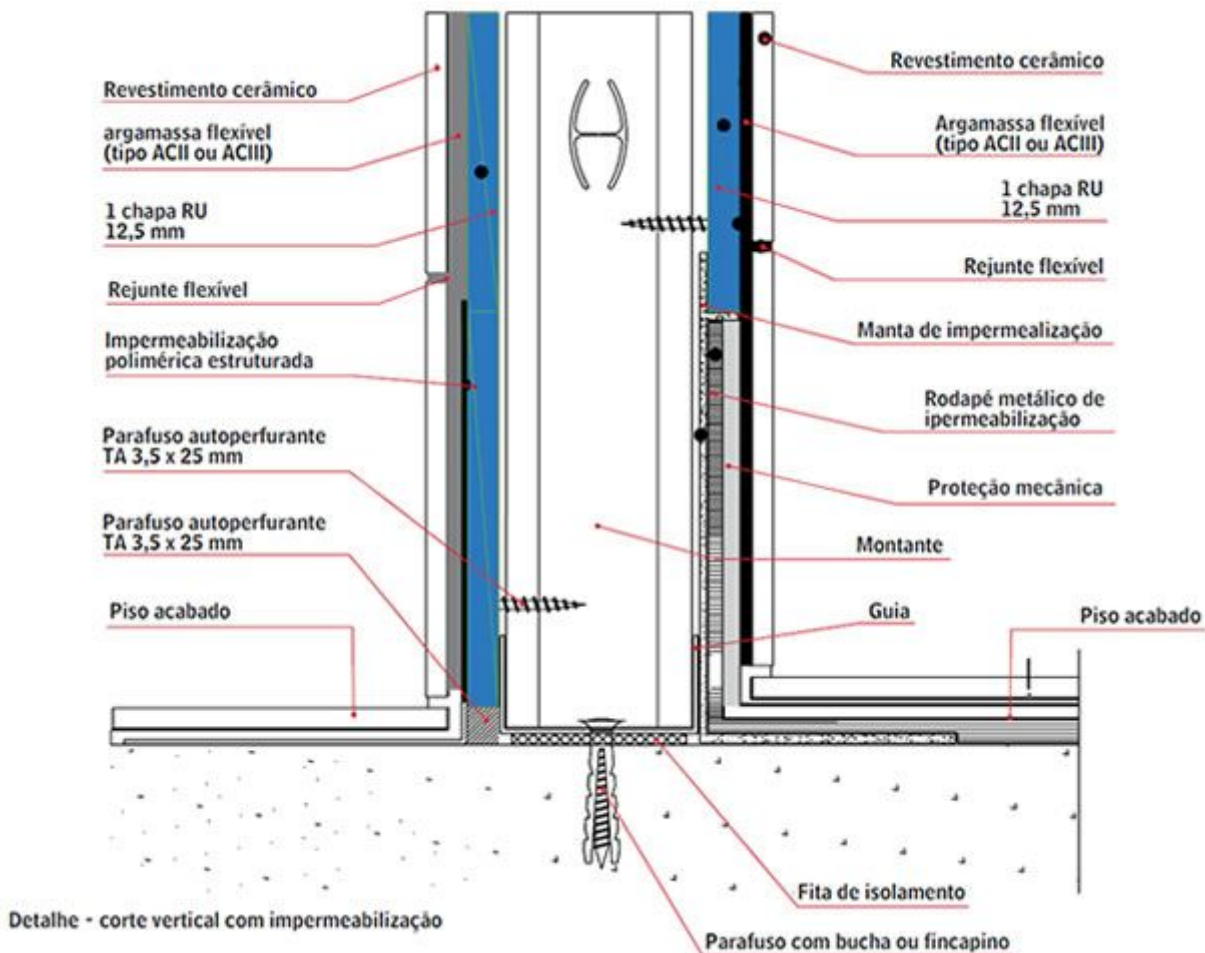 Revestimento cerâmico
argamassa flexível
(tipo ACII ou ACIII)
1 chapa RU
12,5 mm
Rejunte flexível
Impermeabilização
polimérica estruturada
Parafuso autoperfurante
TA 3,5 x 25 mm
Parafuso autoperfurante
TA 3,5 x 25 mm
Piso acabado
Revestimento cerâmico
Argamassa flexível
(tipo ACII ou ACIII)
1 chapa RU
12,5 mm
Rejunte flexível
Manta de impermealização
Rodapé metálico de
ipermeabilização
Proteção mecânica
Montante
Guia
Piso acabado
Fita de isolamento
Parafuso com bucha ou fincapino
Detalhe - corte vertical com impermeabilização